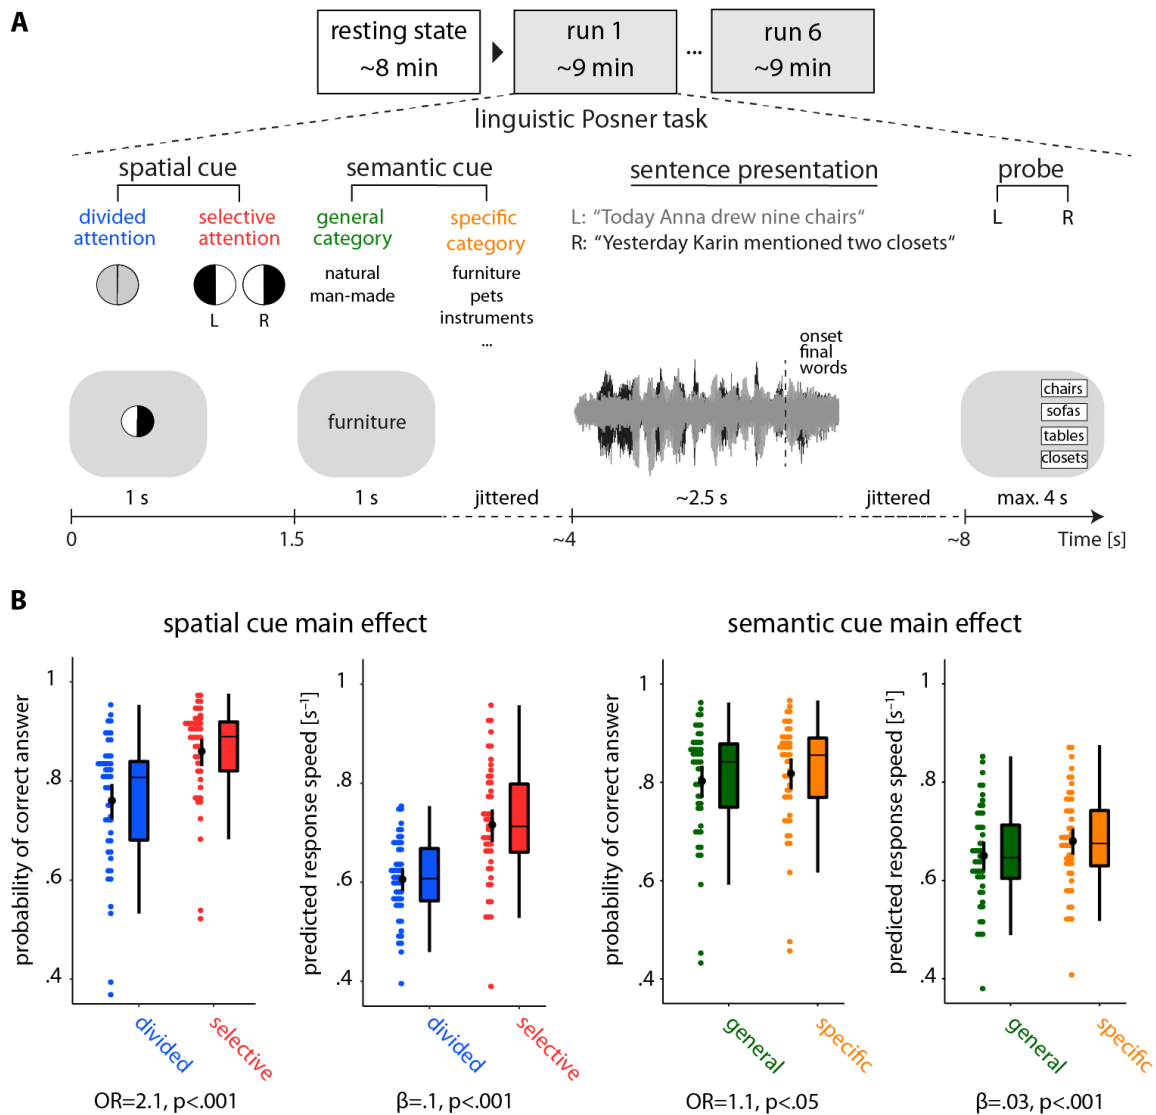 A
resting state
~8 min
run 1
~9 min
...
run 6
~9 min
linguistic Posner task
spatial cue
semantic cue
sentence presentation
probe
divided
attention
selective
attention
general
category
specific
category
L: "Today Anna drew nine chairs"
R: "Yesterday Karin mentioned two closets"
L
R
natural
man-made
furniture
pets
instruments
...
L
R
onset
final
words
furniture
chairs
sofas
tables
closets
1 s
1 s
jittered
~2.5 s
jittered
max. 4 s
0
1.5
~4
~8
Time [s]
B
spatial cue main effect
semantic cue main effect
probability of correct answer
1
.8
.6
.4
divided
selective
OR=2.1, p<.001
predicted response speed [s⁻¹]
1
.8
.6
.4
divided
selective
β=.1, p<.001
probability of correct answer
1
.8
.6
.4
general
specific
OR=1.1, p<.05
predicted response speed [s⁻¹]
1
.8
.6
.4
general
specific
β=.03, p<.001